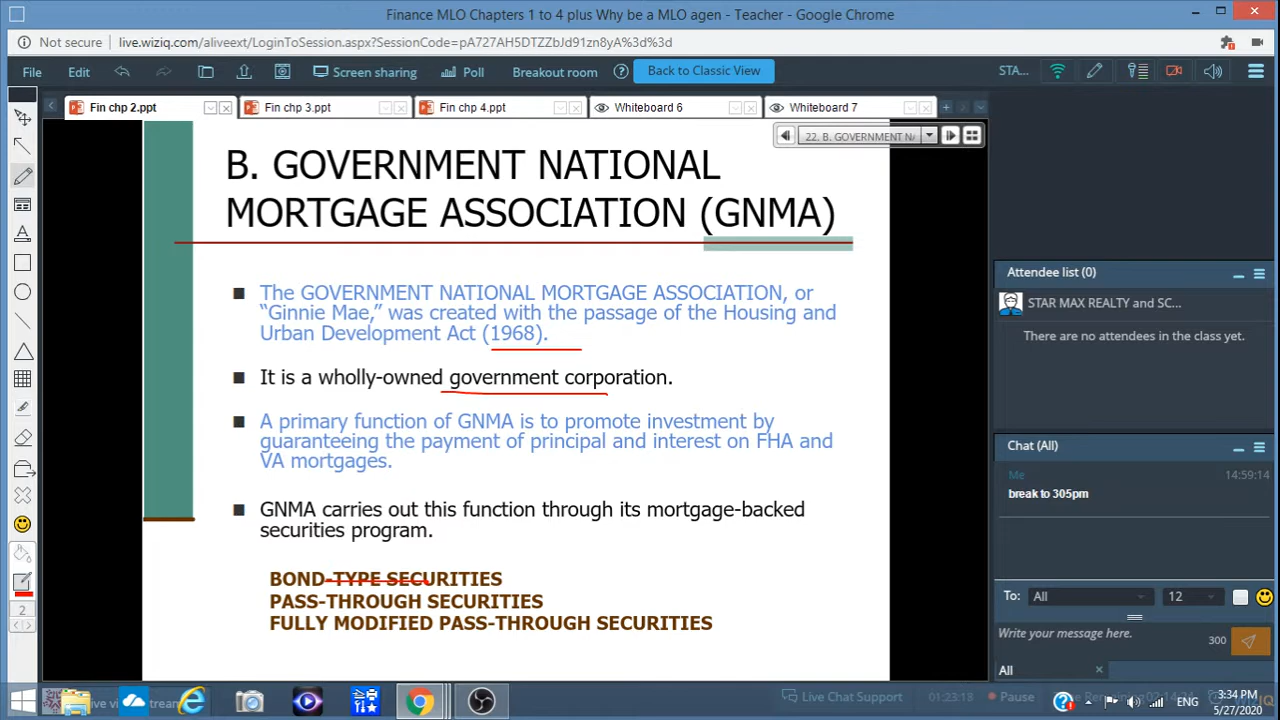 Finance MLO Chapters 1 to 4 plus Why be a MLO agen - Teacher - Google Chrome
Not secure live.wiziq.com/aliveext/LoginToSession.aspx?SessionCode=pA727AH5DTZZbJd91zn8yA%3d%3d
File Edit Screen sharing Poll Breakout room Back to Classic View STA...
Fin chp 2.ppt Fin chp 3.ppt Fin chp 4.ppt Whiteboard 6 Whiteboard 7
22. B. GOVERNMENT NA
B. GOVERNMENT NATIONAL
MORTGAGE ASSOCIATION (GNMA)
The GOVERNMENT NATIONAL MORTGAGE ASSOCIATION, or
“Ginnie Mae,” was created with the passage of the Housing and
Urban Development Act (1968).
It is a wholly-owned government corporation.
A primary function of GNMA is to promote investment by
guaranteeing the payment of principal and interest on FHA and
VA mortgages.
GNMA carries out this function through its mortgage-backed
securities program.
BOND-TYPE SECURITIES
PASS-THROUGH SECURITIES
FULLY MODIFIED PASS-THROUGH SECURITIES
2
Attendee list (0)
STAR MAX REALTY and SC...
There are no attendees in the class yet.
Chat (All)
Me 14:59:14
break to 305pm
To: All 12
Write your message here. 300
All
Live Chat Support 01:23:18 Pause
ENG
3:34 PM
5/27/2020